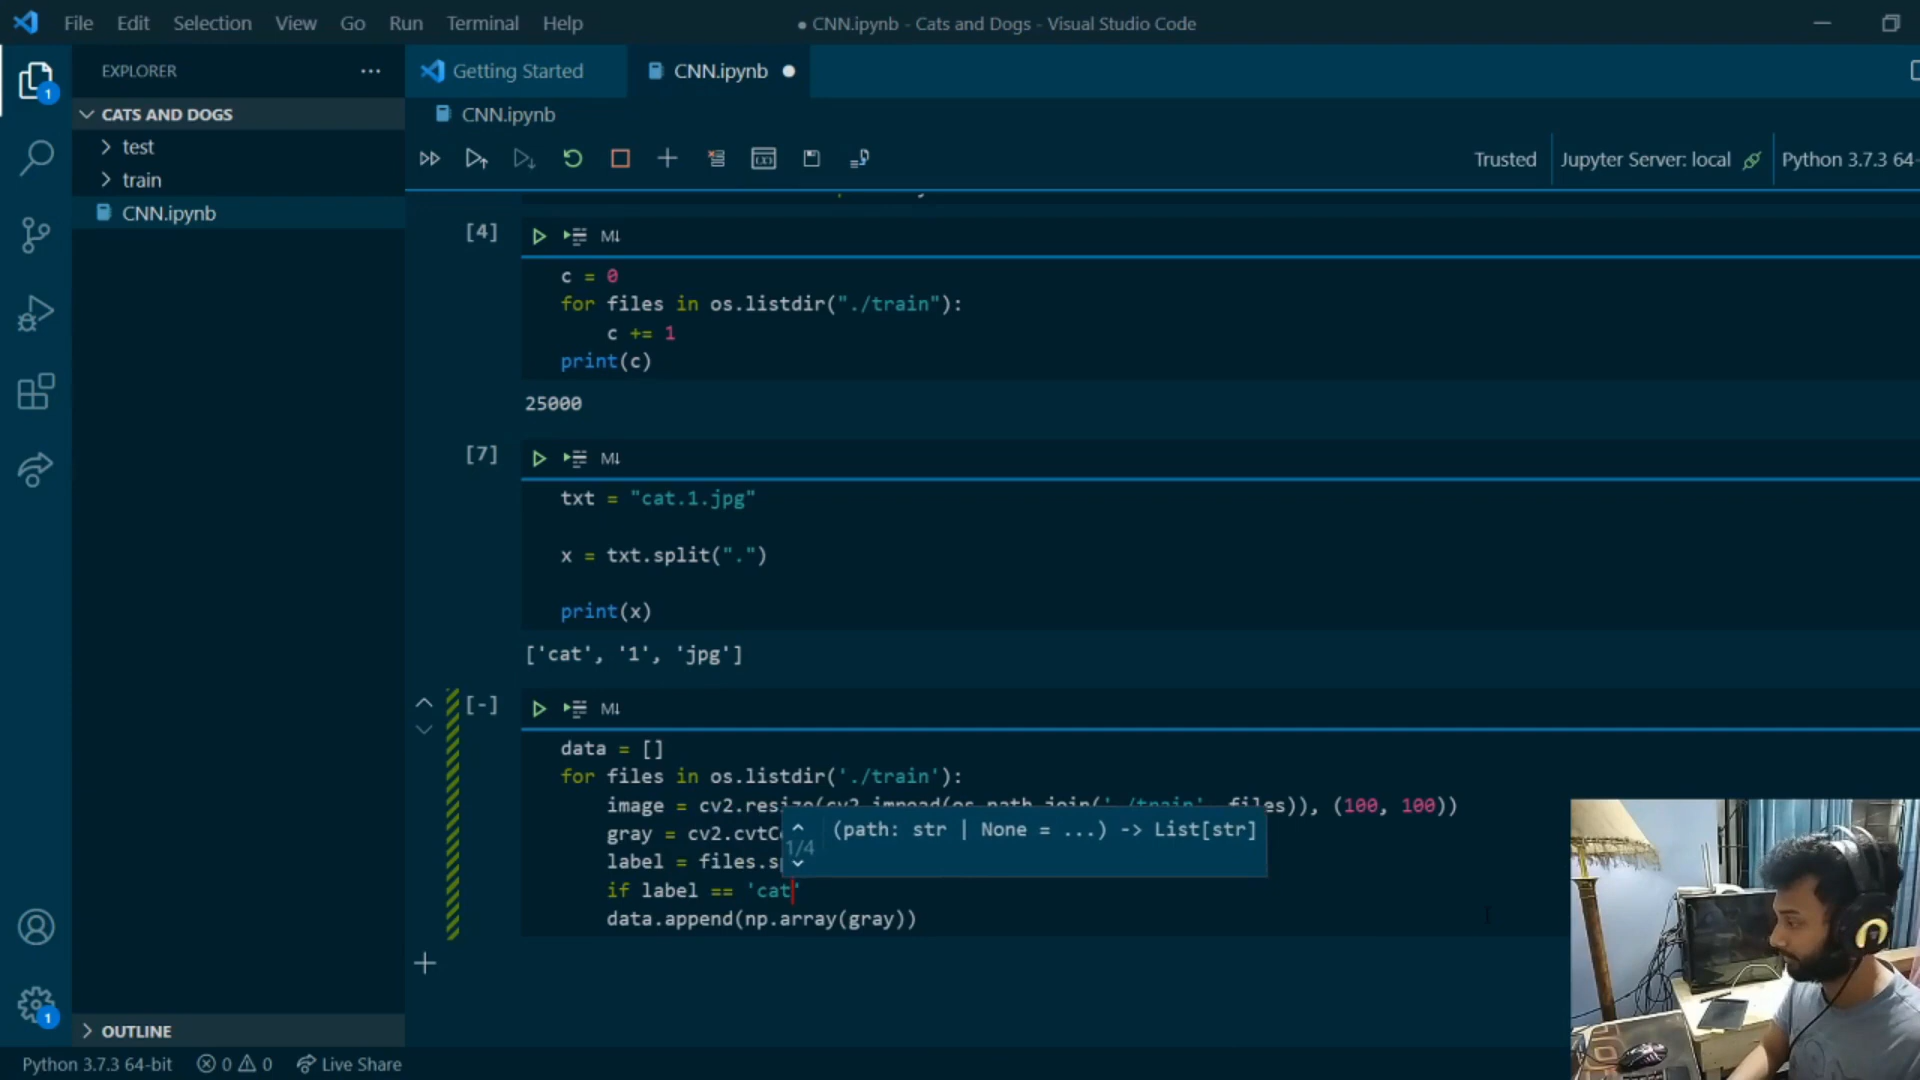 File Edit Selection View Go Run Terminal Help
● CNN.ipynb - Cats and Dogs - Visual Studio Code
EXPLORER ...
Getting Started
CNN.ipynb ●
1
CATS AND DOGS
test
train
CNN.ipynb
CNN.ipynb
Trusted
Jupyter Server: local
Python 3.7.3 64-
[4]
M↓
c = 0
for files in os.listdir("./train"):
c += 1
print(c)
25000
[7]
M↓
txt = "cat.1.jpg"
x = txt.split(".")
print(x)
['cat', '1', 'jpg']
[-]
M↓
data = []
for files in os.listdir('./train'):
image = cv2.resize(cv2.imread(os.path.join('./train', files)), (100, 100))
gray = cv2.cvtC
(path: str | None = ...) -> List[str]
1/4
label = files.sp
if label == 'cat'
data.append(np.array(gray))
1
OUTLINE
Python 3.7.3 64-bit
0 0
Live Share